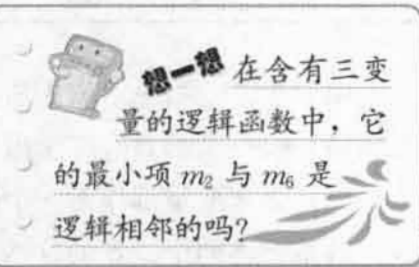 想一想 在含有三变
量的逻辑函数中，它
的最小项 m₂ 与 m₆ 是
逻辑相邻的吗?